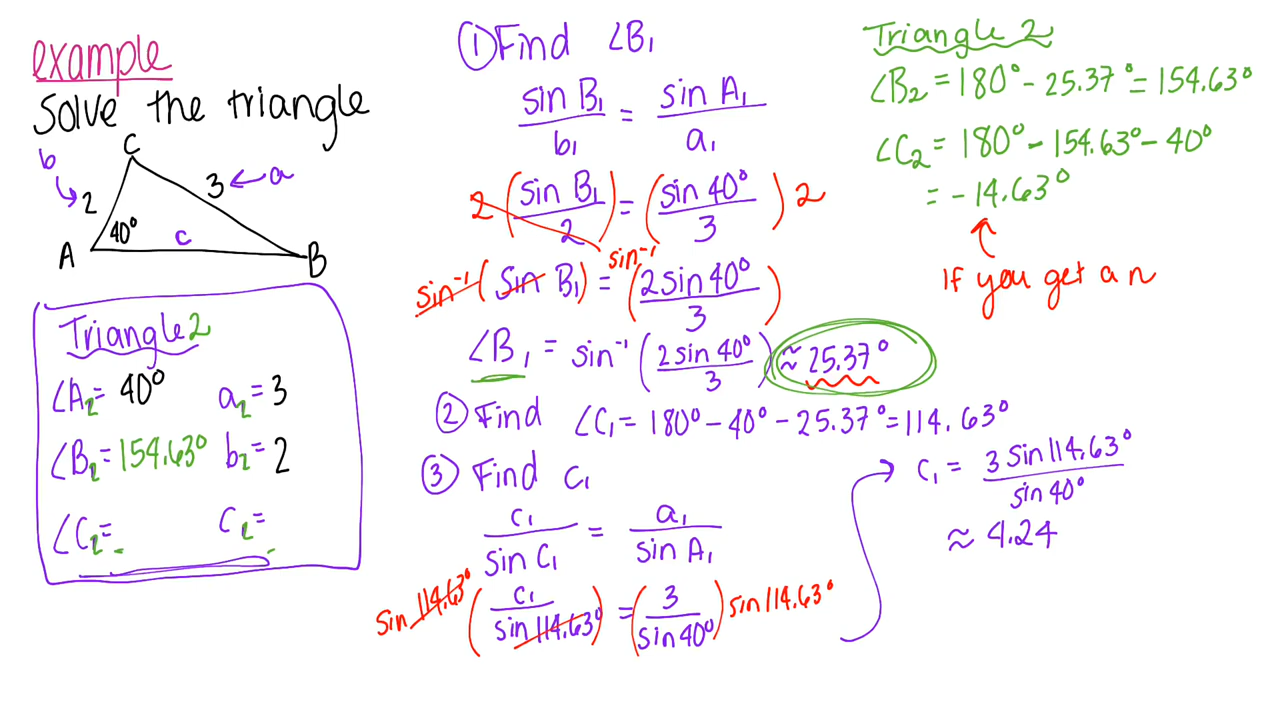 example
Solve the triangle
C
b
2
3 ← a
40°
c
A
B
Triangle 2
∠A₂= 40° a₂= 3
∠B₂=154.63° b₂= 2
∠C₂= c₂=
① Find ∠B₁
sin B₁/b₁ = sin A₁/a₁
2 (sin B₁/2) = (sin 40°/3) 2
sin⁻¹ (sin B₁) = sin⁻¹ (2 sin 40°/3)
∠B₁ = sin⁻¹ (2 sin 40°/3) ≈ 25.37°
② Find ∠C₁ = 180° - 40° - 25.37° = 114.63°
③ Find c₁
c₁/sin C₁ = a₁/sin A₁
sin 114.63° (c₁/sin 114.63°) = (3/sin 40°) sin 114.63°
c₁ = 3 sin 114.63°/sin 40°
≈ 4.24
Triangle 2
∠B₂ = 180° - 25.37° = 154.63°
∠C₂ = 180° - 154.63° - 40°
= -14.63°
If you get a n